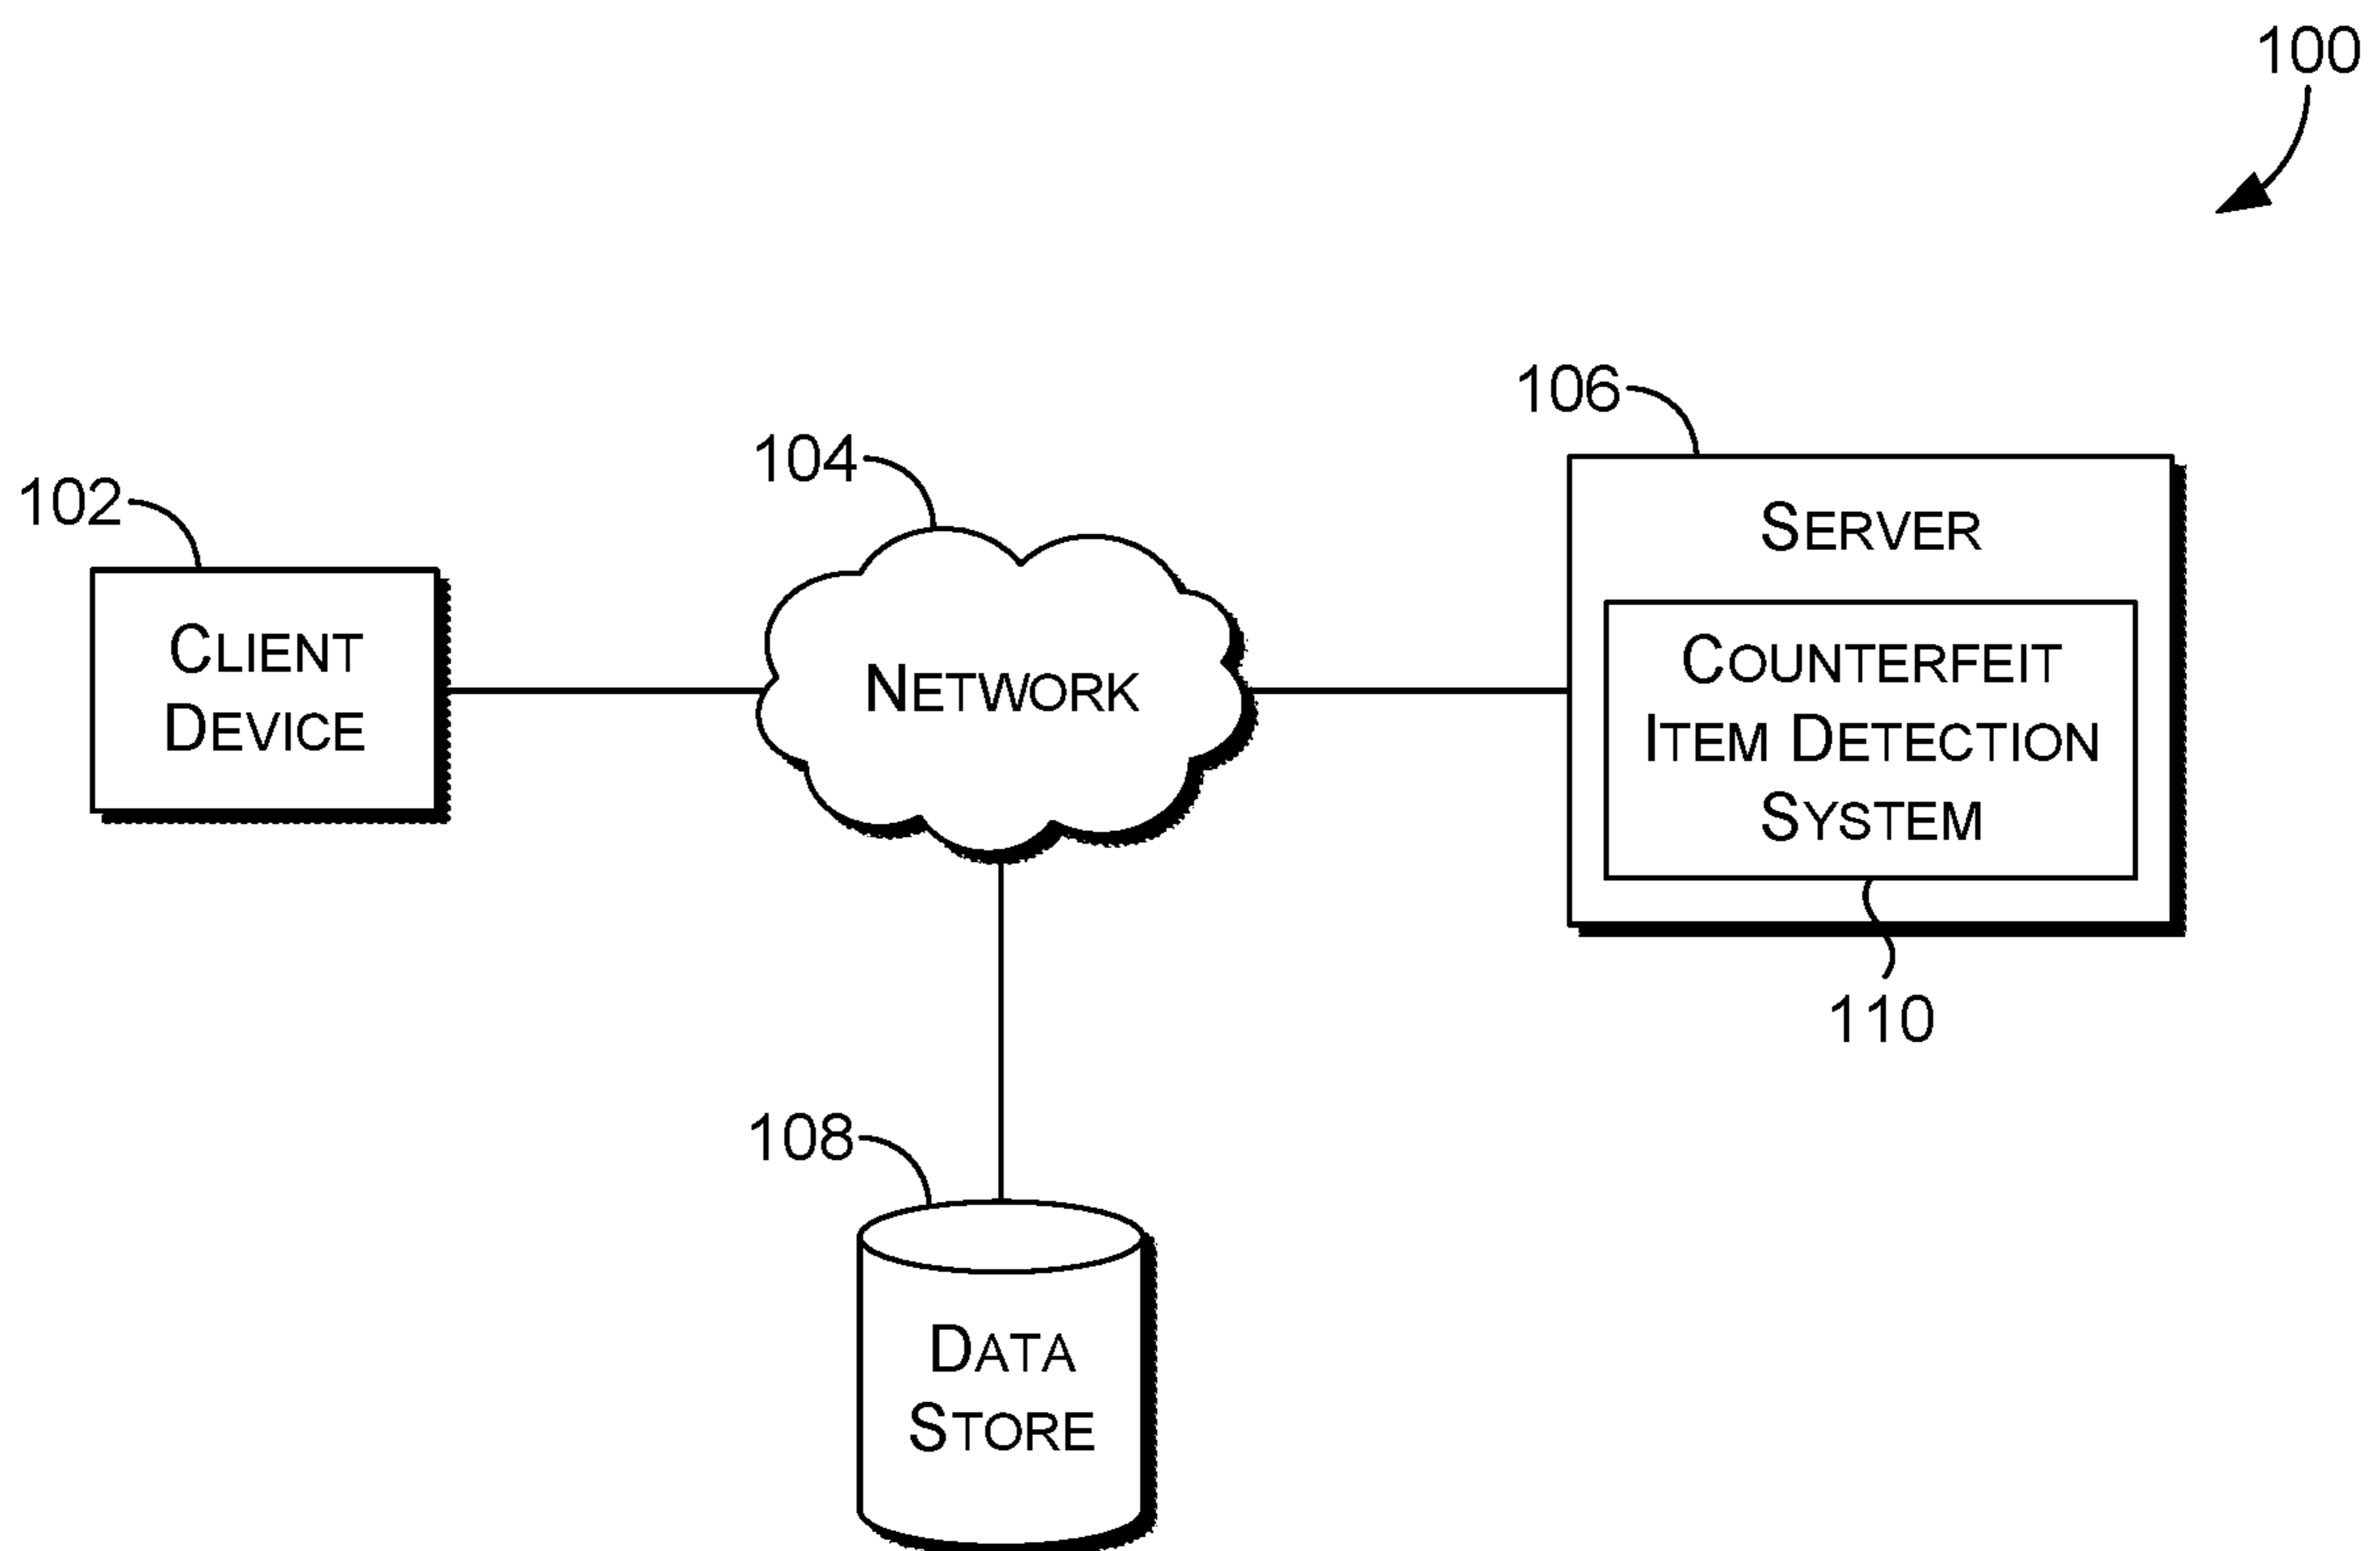 100
106
104
102
SERVER
CLIENT
DEVICE
NETWORK
COUNTERFEIT
ITEM DETECTION
SYSTEM
110
108
DATA
STORE